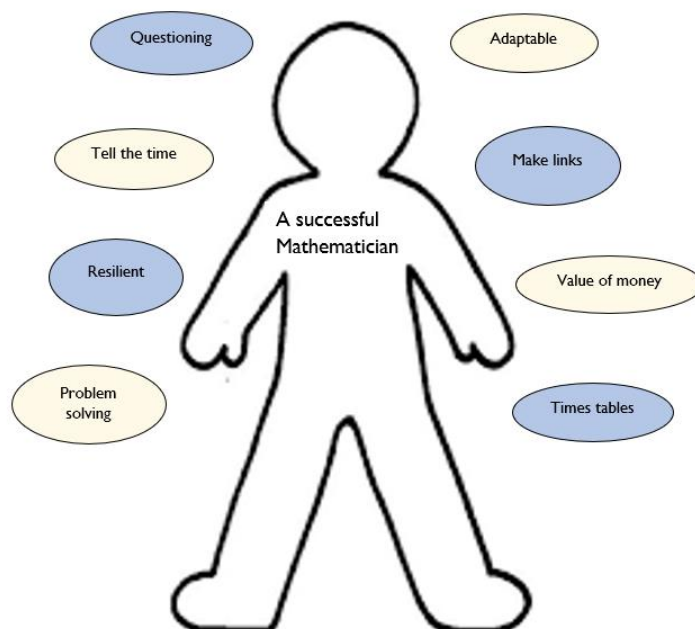 Questioning
Adaptable
Tell the time
Make links
A successful
Mathematician
Resilient
Value of money
Problem
solving
Times tables